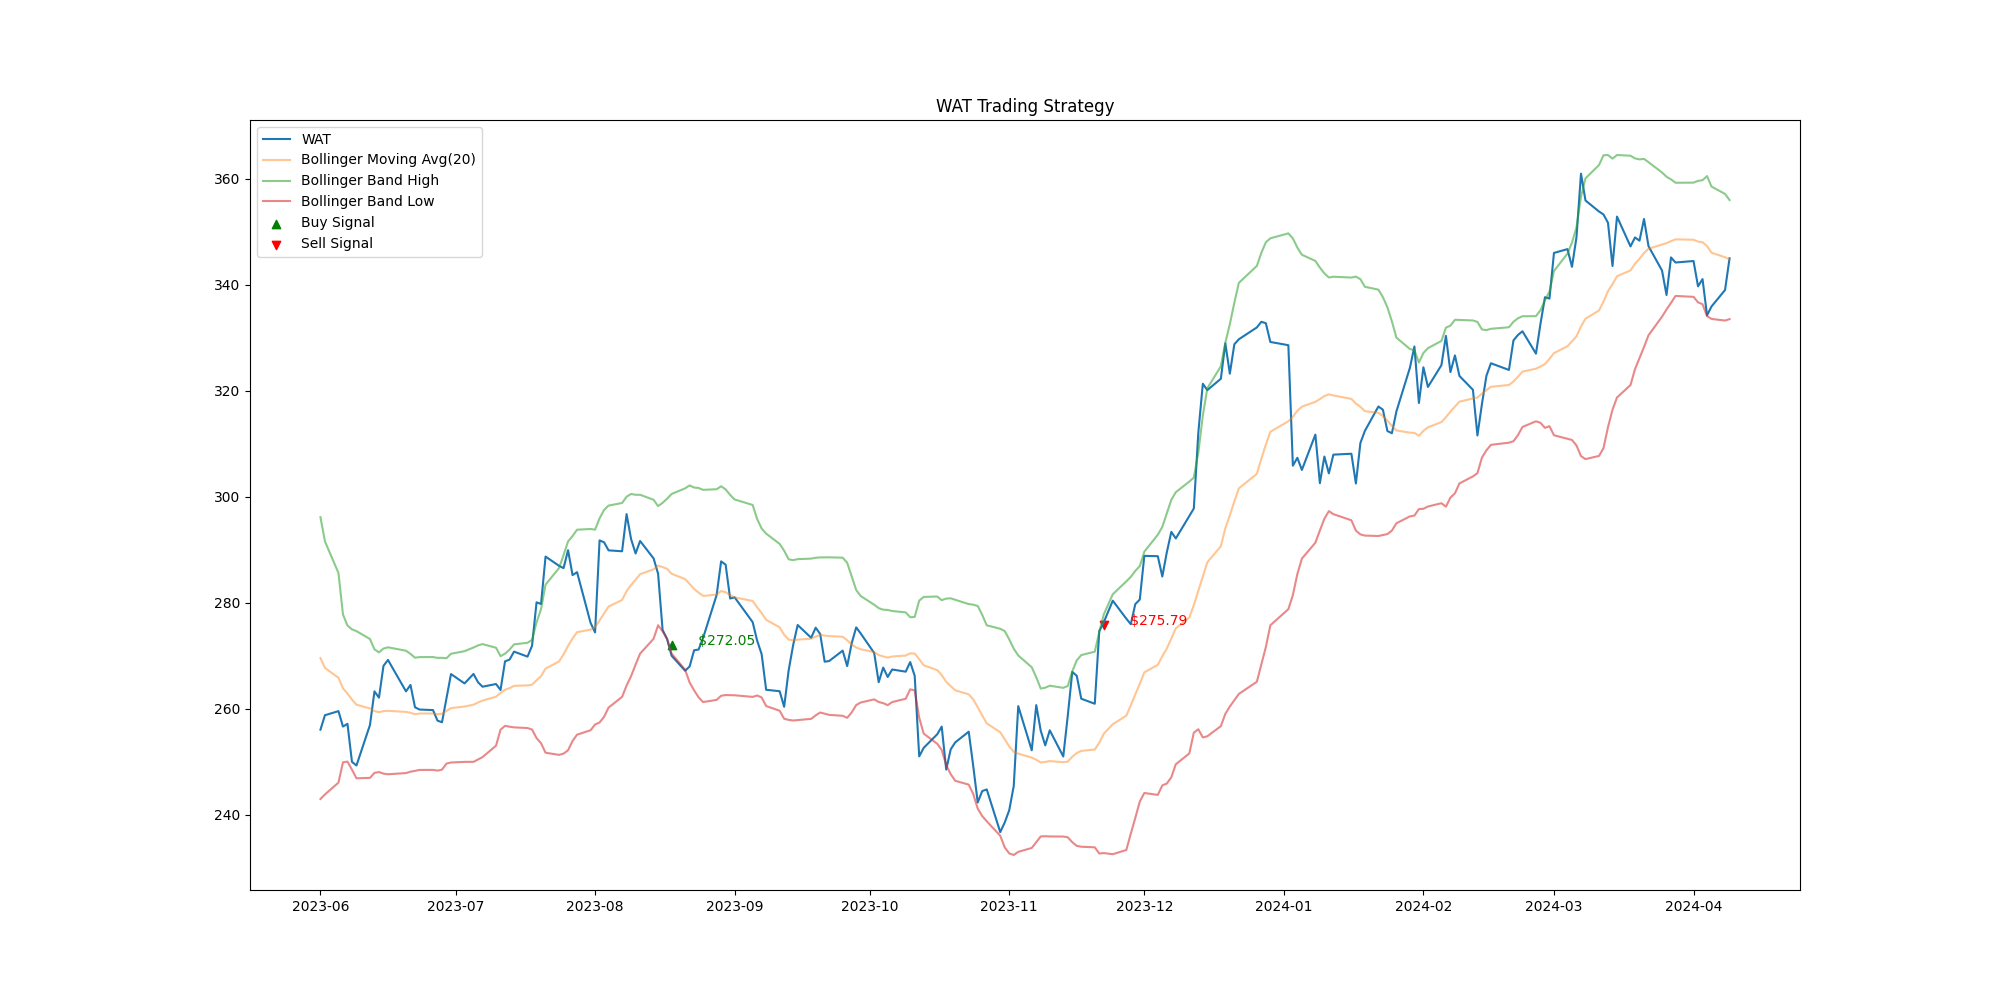 WAT Trading Strategy
WAT
Bollinger Moving Avg(20)
Bollinger Band High
Bollinger Band Low
Buy Signal
Sell Signal
360
340
320
300
280
260
240
$272.05
$275.79
2023-06 2023-07 2023-08 2023-09 2023-10 2023-11 2023-12 2024-01 2024-02 2024-03 2024-04